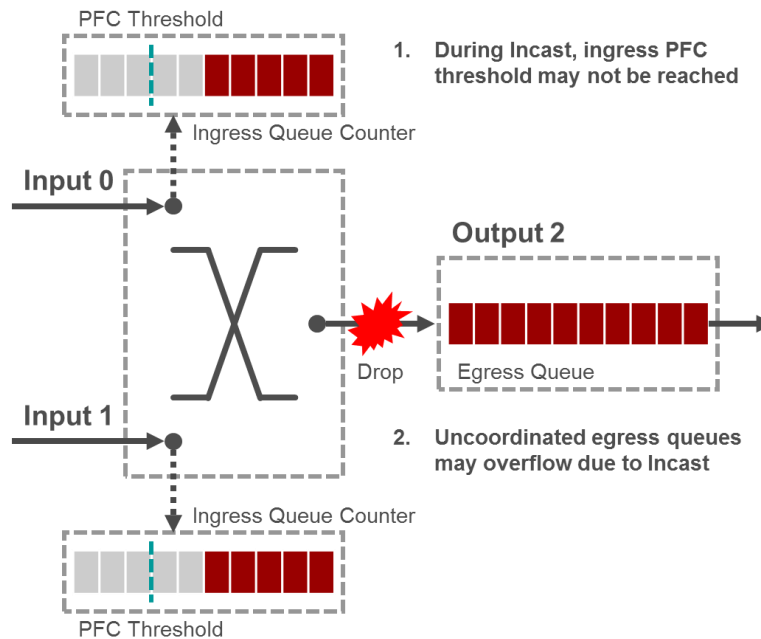 PFC Threshold
1. During Incast, ingress PFC
threshold may not be reached
Ingress Queue Counter
Input 0
Output 2
Drop
Egress Queue
Input 1
2. Uncoordinated egress queues
may overflow due to Incast
Ingress Queue Counter
PFC Threshold